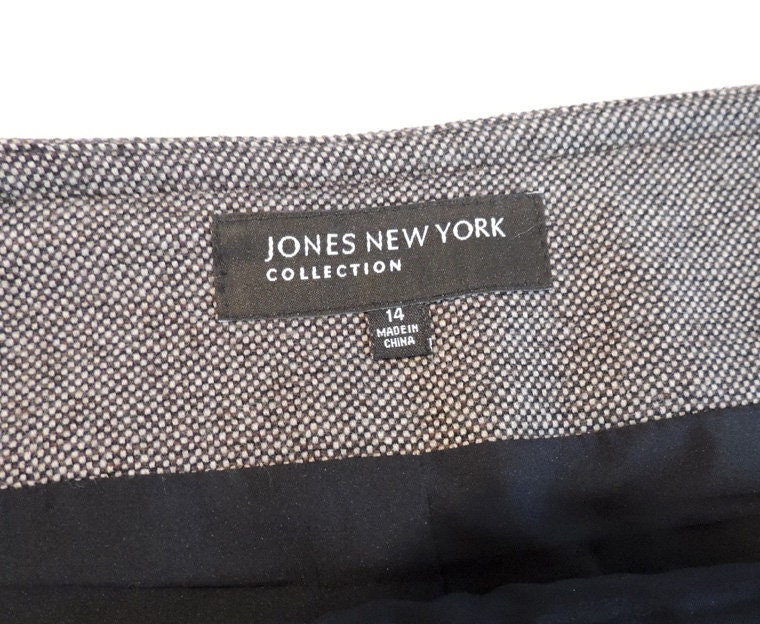 JONES NEW YORK
COLLECTION
14
MADE IN
CHINA